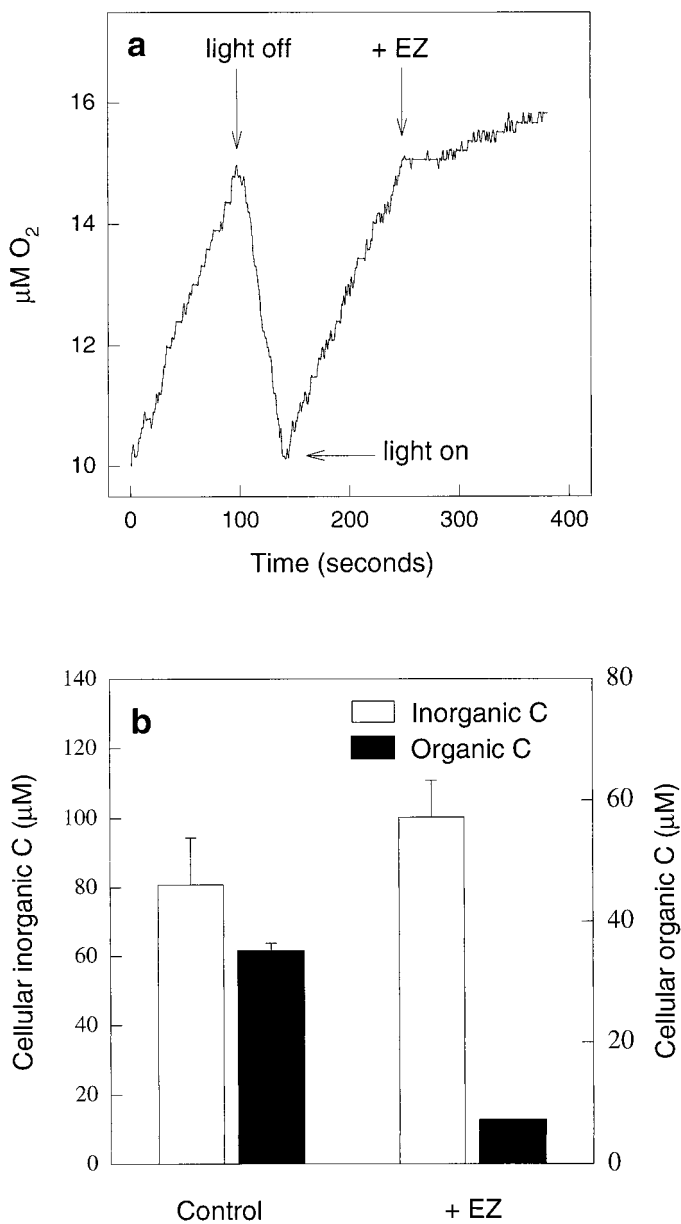 a
light off
+ EZ
16
14
12
10
μM O2
light on
0 100 200 300 400
Time (seconds)
b
Inorganic C
Organic C
140
120
100
80
60
40
20
0
Cellular inorganic C (μM)
80
60
40
20
0
Cellular organic C (μM)
Control
+ EZ